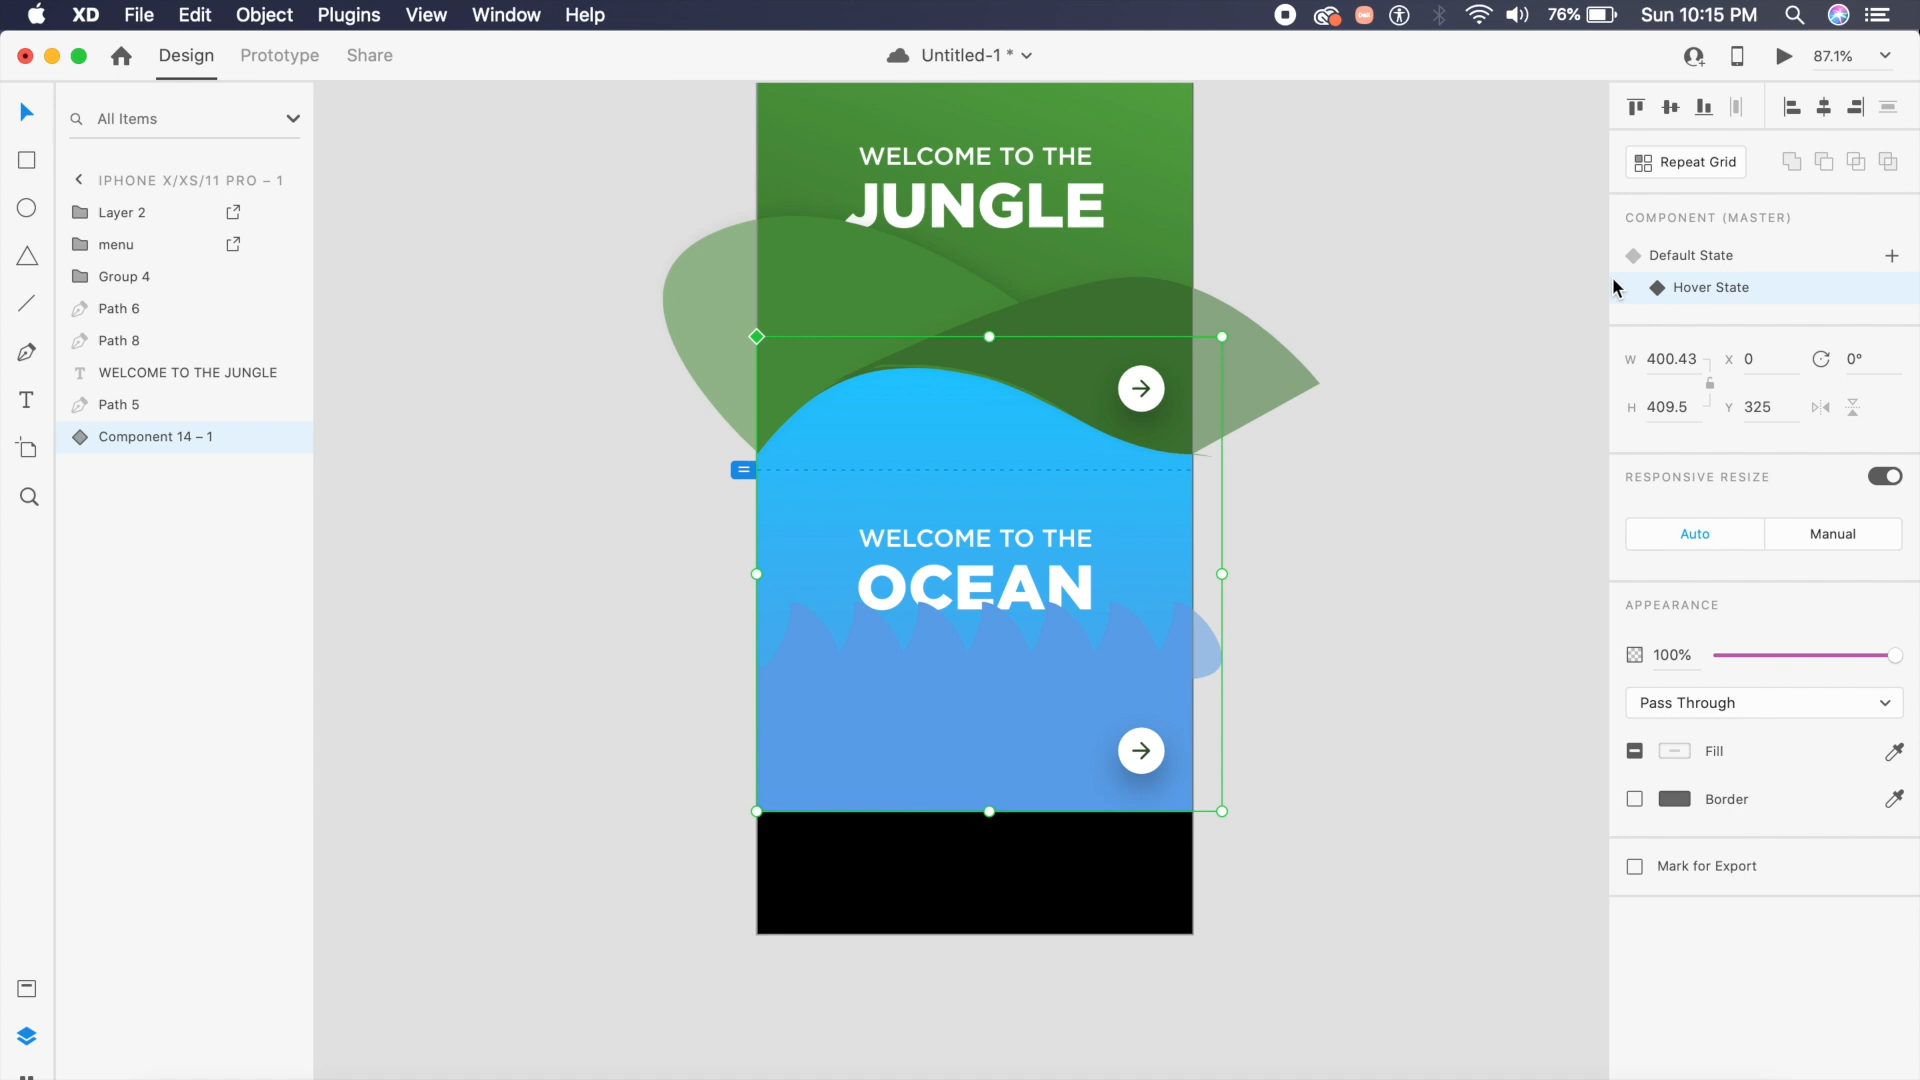 XD File Edit Object Plugins View Window Help
76% Sun 10:15 PM
Design Prototype Share
Untitled-1 *
87.1%
All Items
IPHONE X/XS/11 PRO – 1
Layer 2
menu
Group 4
Path 6
Path 8
T WELCOME TO THE JUNGLE
Path 5
Component 14 – 1
WELCOME TO THE
JUNGLE
WELCOME TO THE
OCEAN
Repeat Grid
COMPONENT (MASTER)
Default State
Hover State
W 400.43 X 0 0°
H 409.5 Y 325
RESPONSIVE RESIZE
Auto Manual
APPEARANCE
100%
Pass Through
Fill
Border
Mark for Export